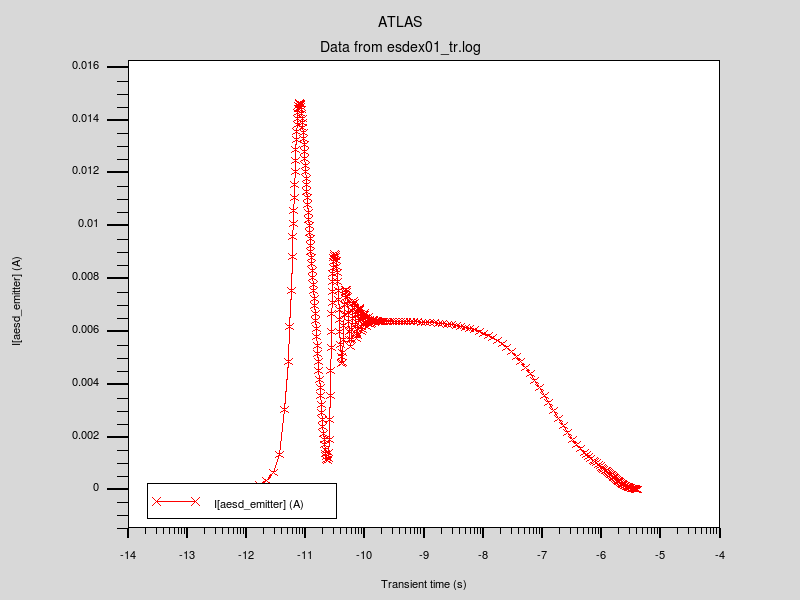 ATLAS
Data from esdex01_tr.log
0.016
0.014
0.012
0.01
0.008
0.006
0.004
0.002
0
I[aesd_emitter] (A)
I[aesd_emitter] (A)
-14 -13 -12 -11 -10 -9 -8 -7 -6 -5 -4
Transient time (s)